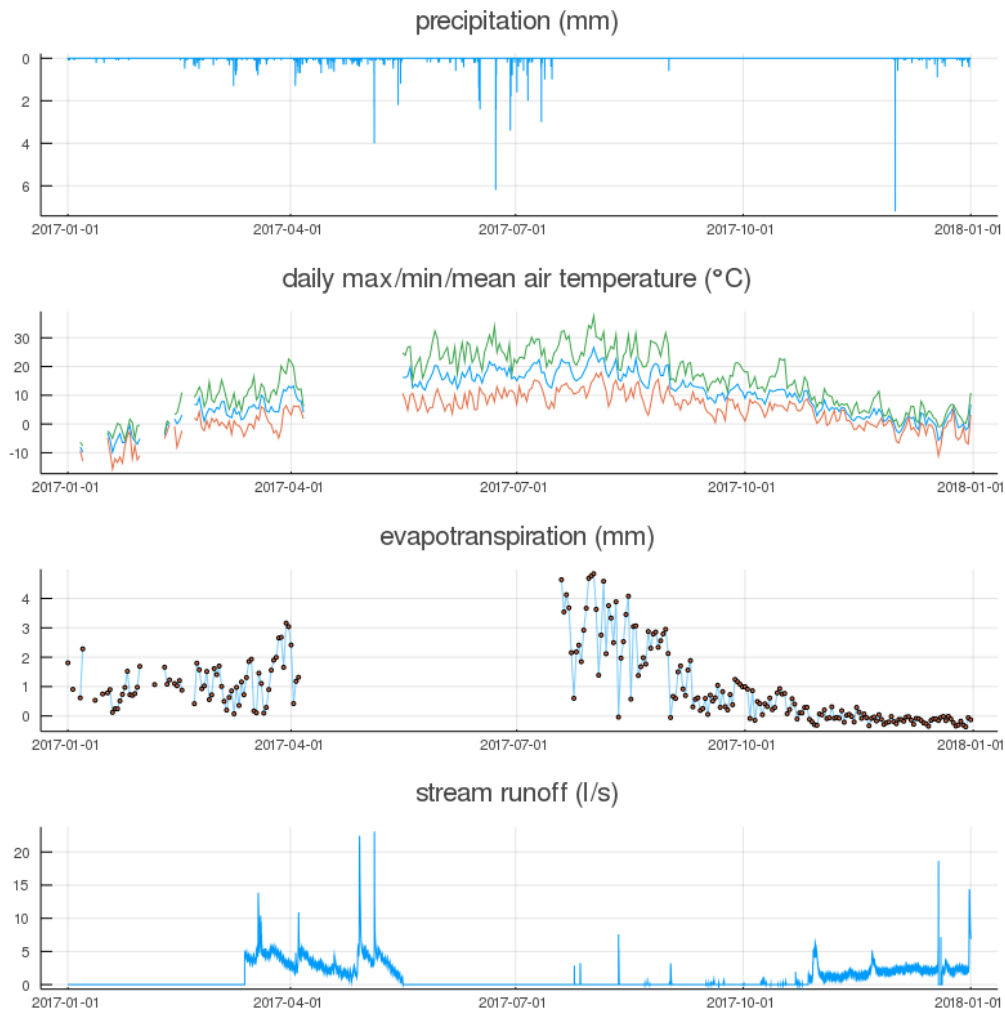 precipitation (mm)
0
2
4
6
2017-01-01 2017-04-01 2017-07-01 2017-10-01 2018-01-01
daily max/min/mean air temperature (°C)
30
20
10
0
-10
2017-01-01 2017-04-01 2017-07-01 2017-10-01 2018-01-01
evapotranspiration (mm)
4
3
2
1
0
2017-01-01 2017-04-01 2017-07-01 2017-10-01 2018-01-01
stream runoff (l/s)
20
15
10
5
0
2017-01-01 2017-04-01 2017-07-01 2017-10-01 2018-01-01